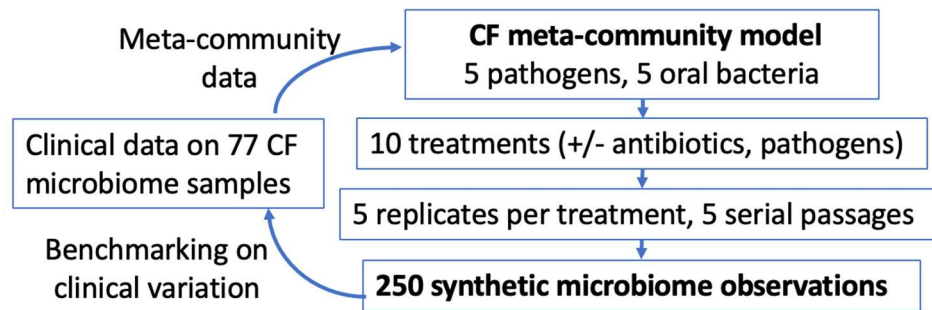 Meta-community
data
CF meta-community model
5 pathogens, 5 oral bacteria
Clinical data on 77 CF
microbiome samples
10 treatments (+/- antibiotics, pathogens)
5 replicates per treatment, 5 serial passages
Benchmarking on
clinical variation
250 synthetic microbiome observations